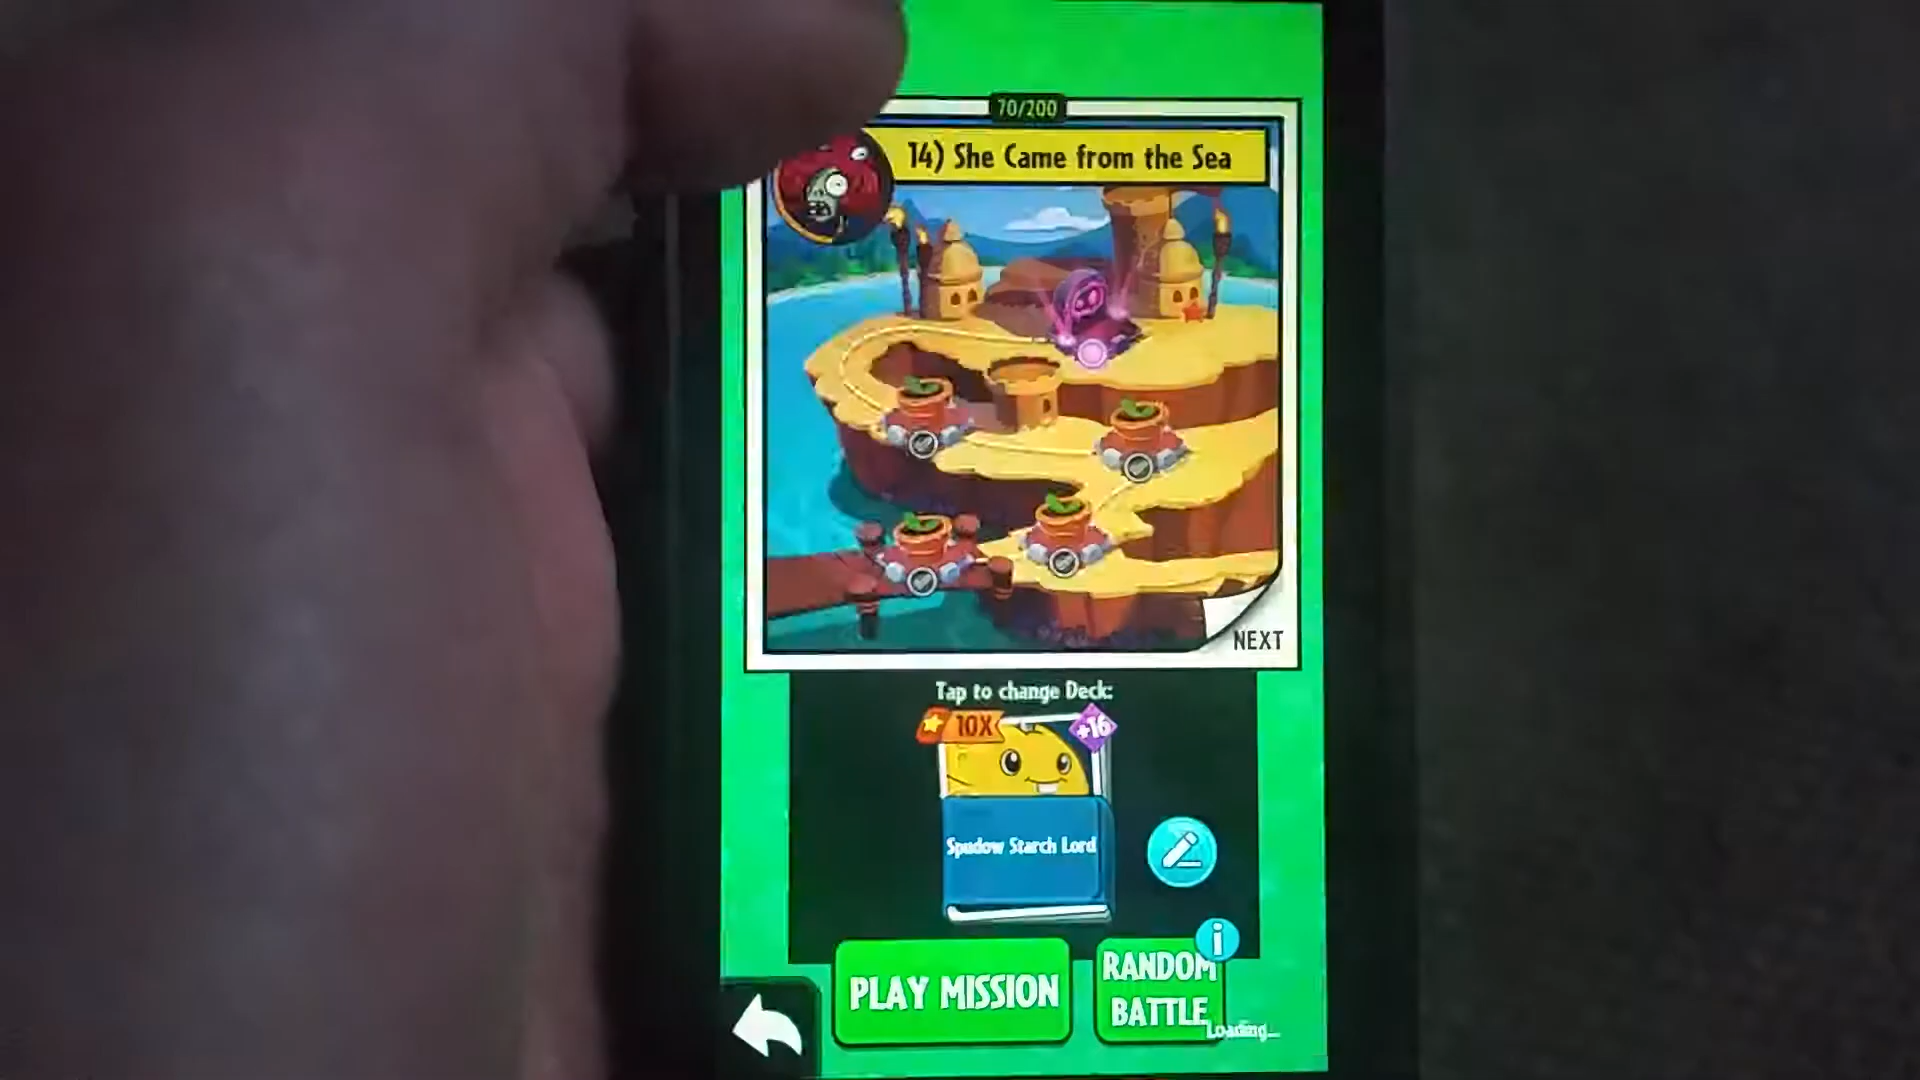 70/200
14) She Came from the Sea
NEXT
Tap to change Deck:
10X
+16
Spudow Starch Lord
i
PLAY MISSION
RANDOM
BATTLE
Loading...